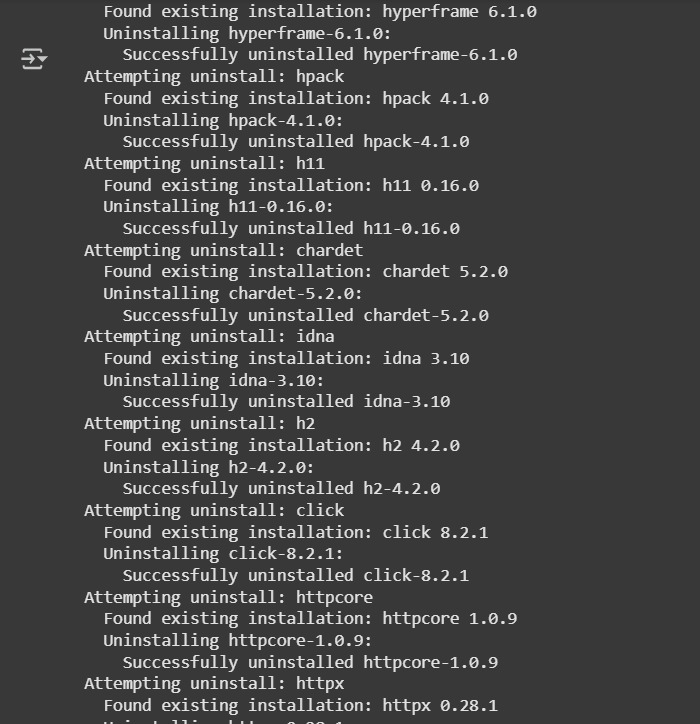 Found existing installation: hyperframe 6.1.0
Uninstalling hyperframe-6.1.0:
Successfully uninstalled hyperframe-6.1.0
Attempting uninstall: hpack
Found existing installation: hpack 4.1.0
Uninstalling hpack-4.1.0:
Successfully uninstalled hpack-4.1.0
Attempting uninstall: h11
Found existing installation: h11 0.16.0
Uninstalling h11-0.16.0:
Successfully uninstalled h11-0.16.0
Attempting uninstall: chardet
Found existing installation: chardet 5.2.0
Uninstalling chardet-5.2.0:
Successfully uninstalled chardet-5.2.0
Attempting uninstall: idna
Found existing installation: idna 3.10
Uninstalling idna-3.10:
Successfully uninstalled idna-3.10
Attempting uninstall: h2
Found existing installation: h2 4.2.0
Uninstalling h2-4.2.0:
Successfully uninstalled h2-4.2.0
Attempting uninstall: click
Found existing installation: click 8.2.1
Uninstalling click-8.2.1:
Successfully uninstalled click-8.2.1
Attempting uninstall: httpcore
Found existing installation: httpcore 1.0.9
Uninstalling httpcore-1.0.9:
Successfully uninstalled httpcore-1.0.9
Attempting uninstall: httpx
Found existing installation: httpx 0.28.1